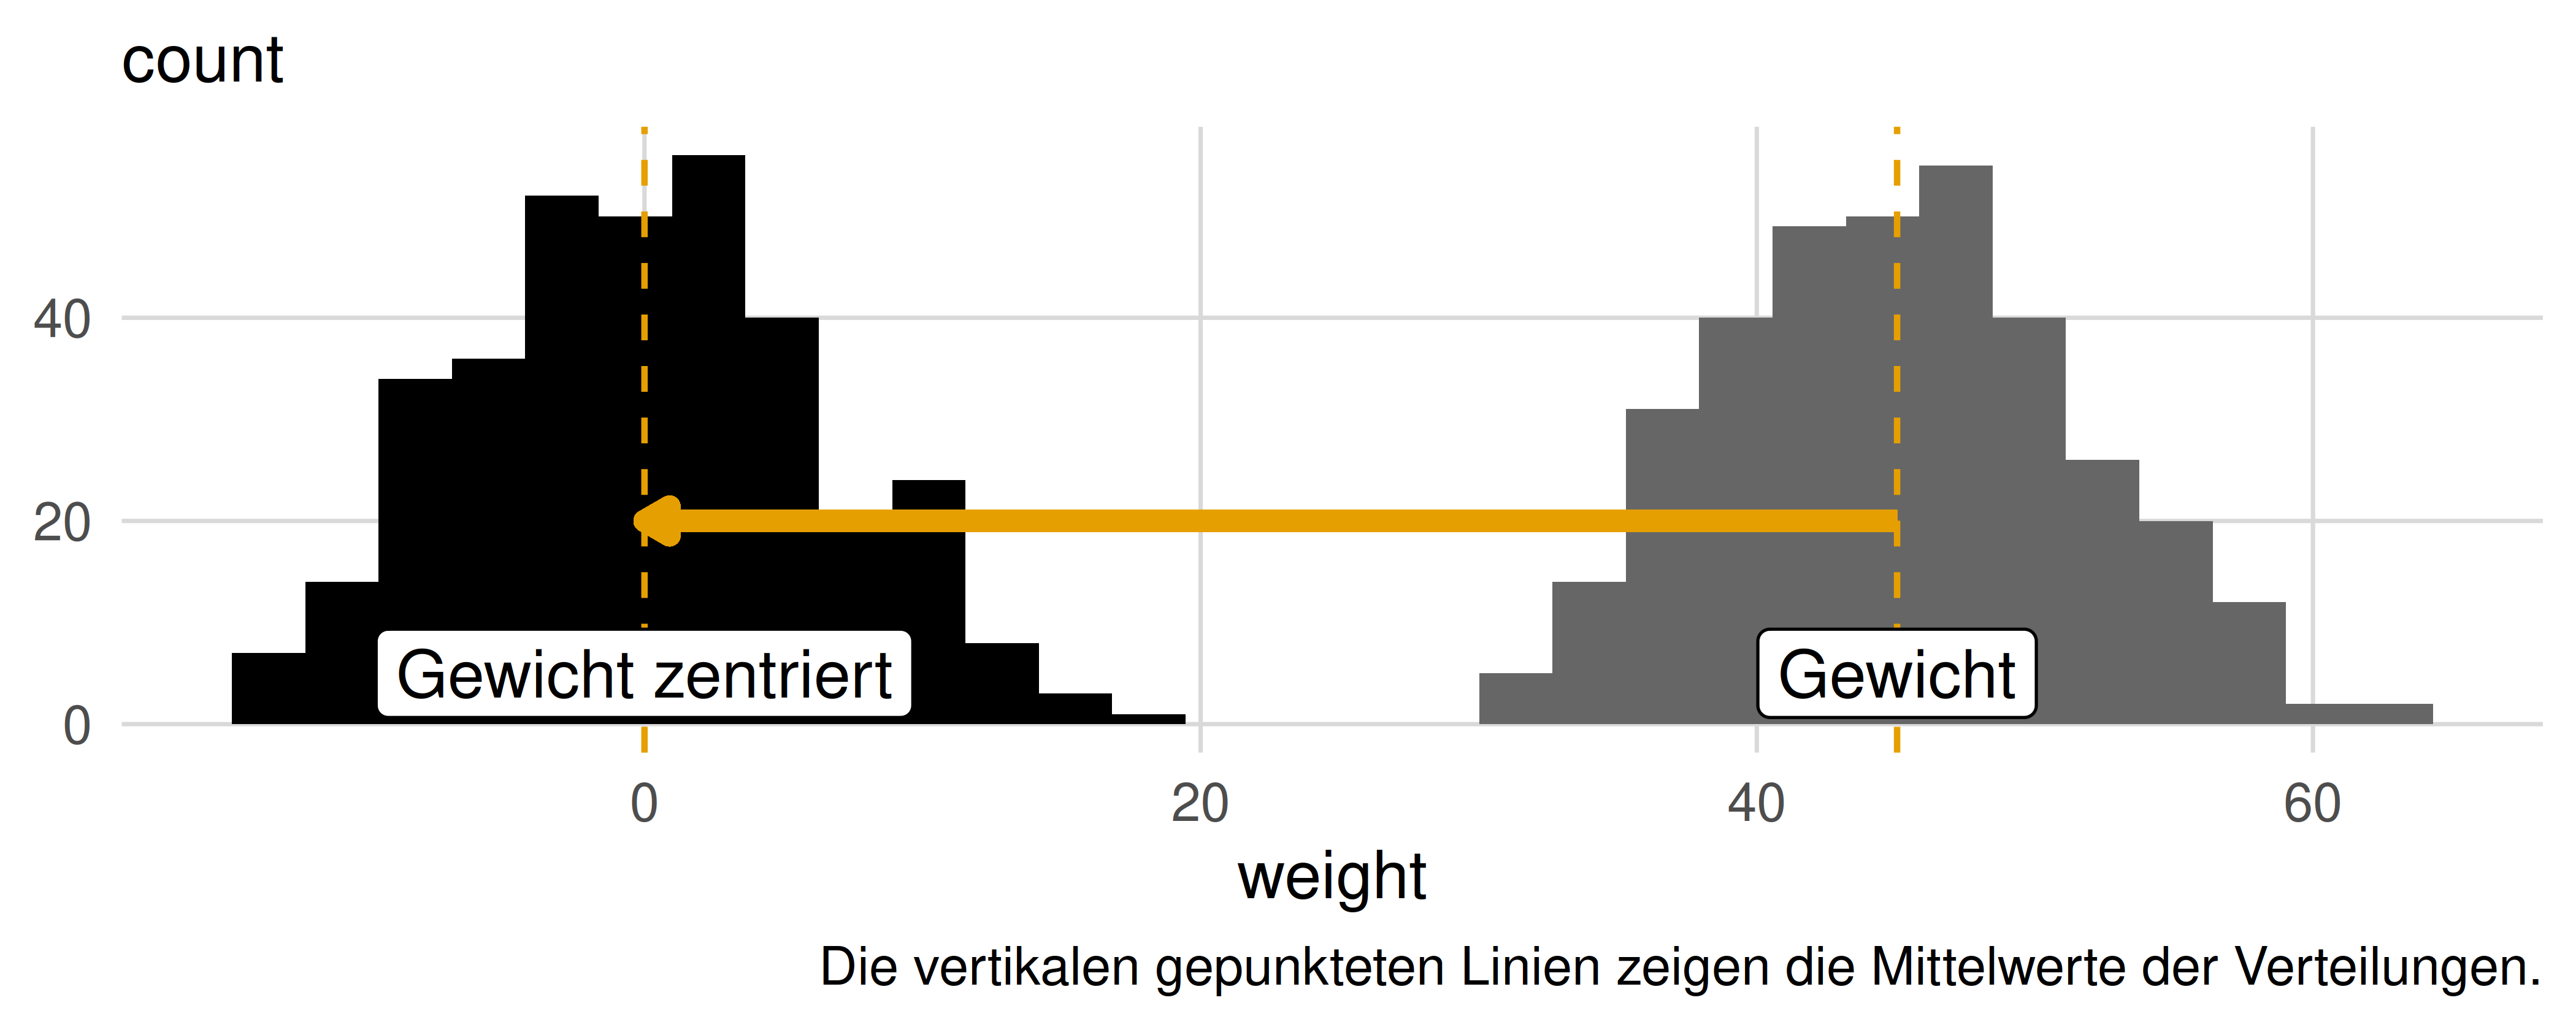 count
40
20
0
Gewicht zentriert
Gewicht
0 20 40 60
weight
Die vertikalen gepunkteten Linien zeigen die Mittelwerte der Verteilungen.